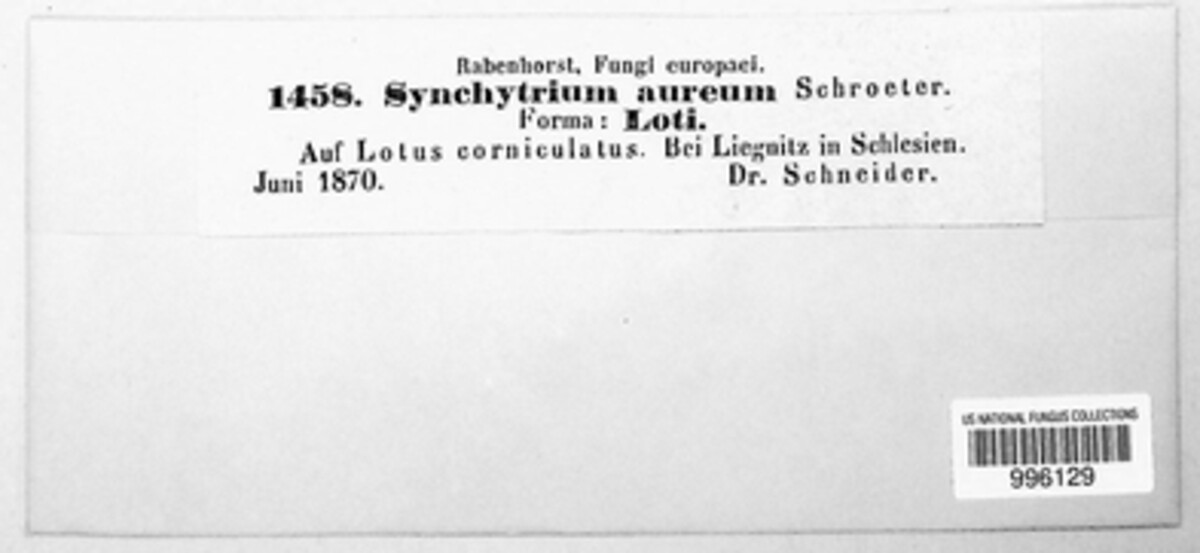 Rabenhorst, Fungi europaei.
1458. Synchytrium aureum Schroeter.
Forma: Loti.
Auf Lotus corniculatus. Bei Liegnitz in Schlesien.
Juni 1870. Dr. Schneider.
US NATIONAL FUNGUS COLLECTIONS
996129